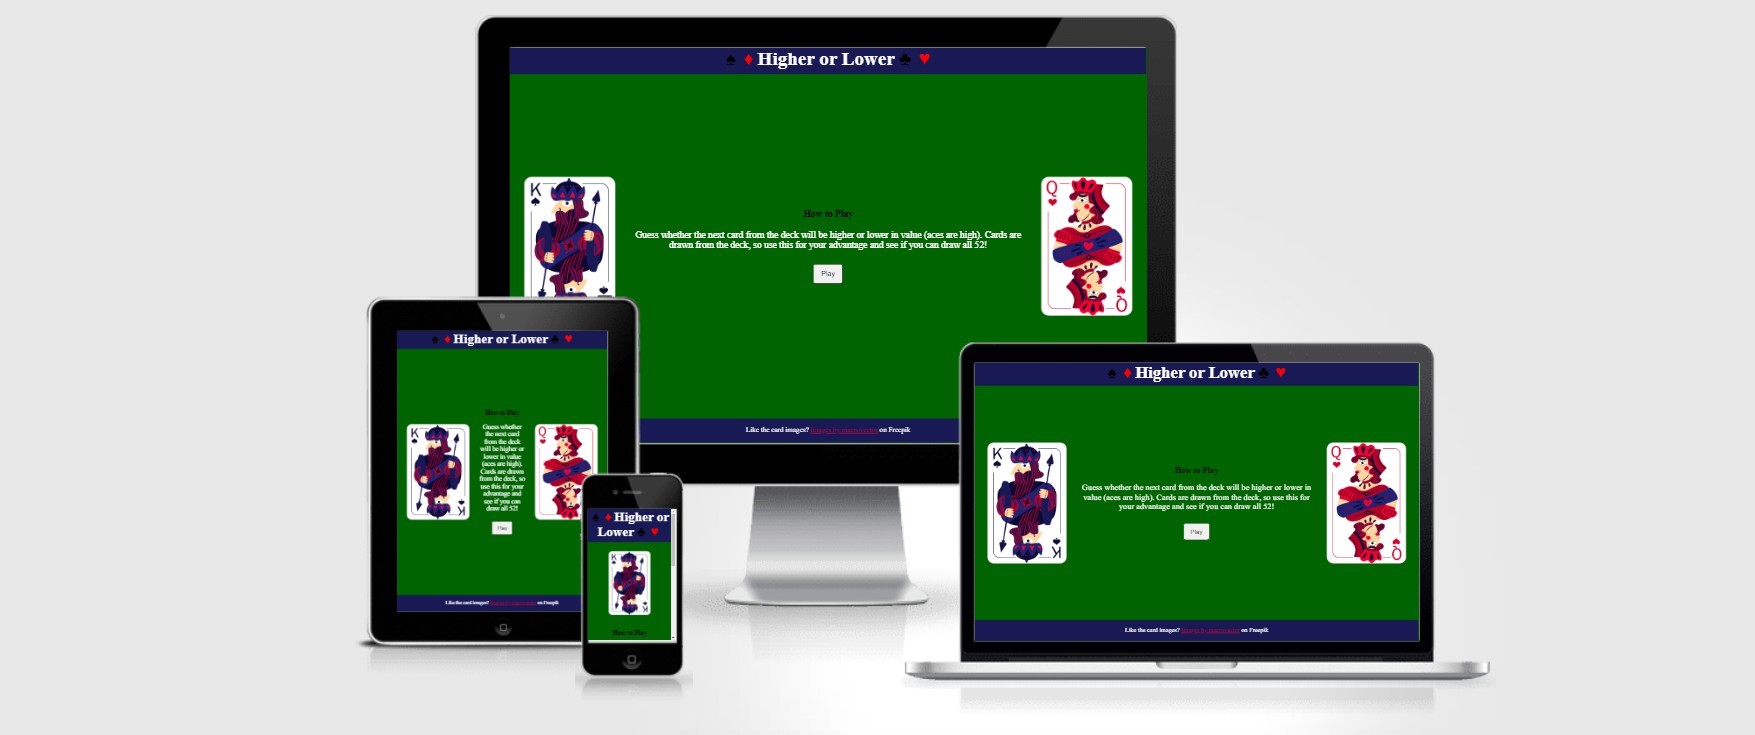 ♠ ♦ Higher or Lower ♣ ♥
K
Q
How to Play
Guess whether the next card from the deck will be higher or lower in value (aces are high). Cards are
drawn from the deck, so use this for your advantage and see if you can draw all 52!
Play
Q
Like the card images? on Freepik
♠ ♦ Higher or Lower ♣ ♥
How to Play
K
Q
Guess whether
the next card
from the deck
will be higher or
lower in value
(aces are high).
Cards are drawn
from the deck, so
use this for your
advantage and
see if you can
draw all 52!
K
Play
Like the card images? on Freepik
♠ ♦ Higher or
Lower ♣ ♥
K
K
How to Play
♠ ♦ Higher or Lower ♣ ♥
K
Q
How to Play
Guess whether the next card from the deck will be higher or lower in
value (aces are high). Cards are drawn from the deck, so use this for
your advantage and see if you can draw all 52!
Play
K
Q
Like the card images? on Freepik